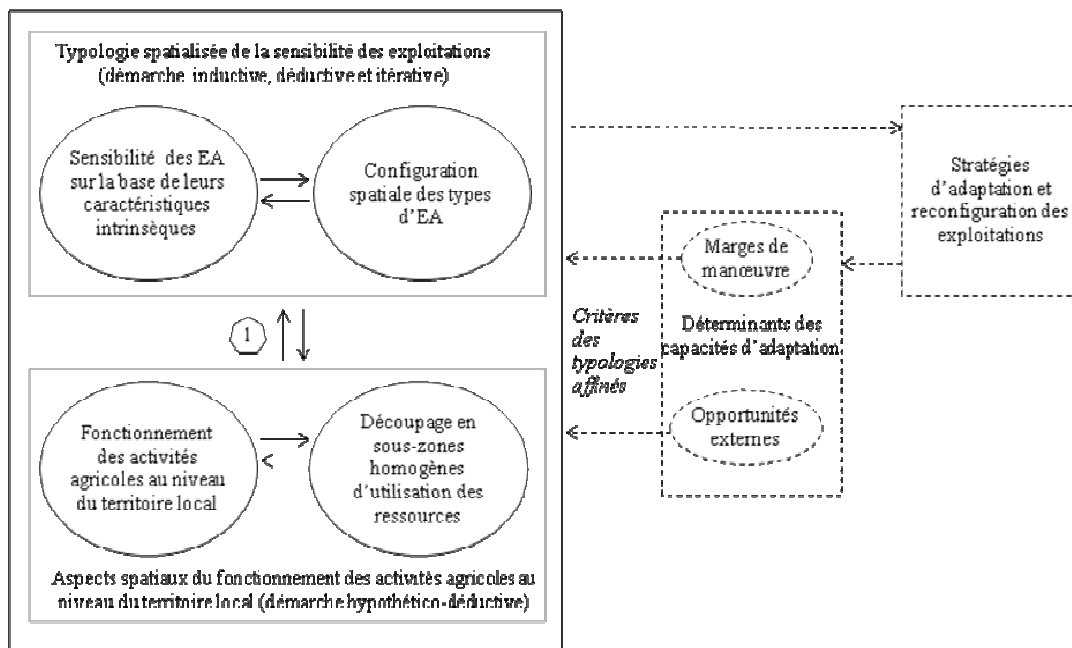 Typologie spatialisée de la sensibilité des exploitations
(démarche inductive, déductive et itérative)
Sensibilité des EA
sur la base de leurs
caractéristiques
intrinsèques
Configuration
spatiale des types
d'EA
1
Fonctionnement
des activités
agricoles au niveau
du territoire local
Découpage en
sous-zones
homogènes
d'utilisation des
ressources
Aspects spatiaux du fonctionnement des activités agricoles au
niveau du territoire local (démarche hypothético-déductive)
Critères
des
typologies
affinés
Marges de
manœuvre
Déterminants des
capacités d'adaptation
Opportunités
externes
Stratégies
d'adaptation et
reconfiguration des
exploitations